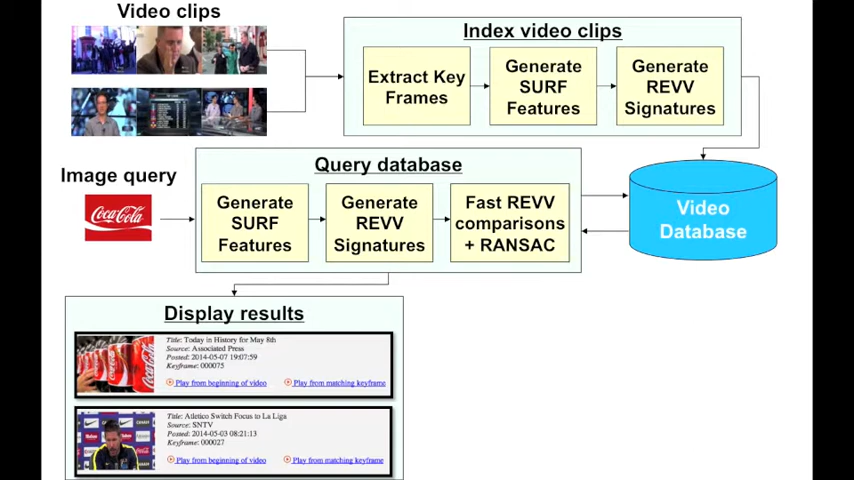 Video clips
Index video clips
Extract Key
Frames
Generate
SURF
Features
Generate
REVV
Signatures
Image query
Coca-Cola
Query database
Generate
SURF
Features
Generate
REVV
Signatures
Fast REVV
comparisons
+ RANSAC
Video
Database
Display results
Title: Today in History for May 8th
Source: Associated Press
Posted: 2014-05-07 19:07:59
Keyframe: 000075
Play from beginning of video
Play from matching keyframe
Title: Atletico Switch Focus to La Liga
Source: SNTV
Posted: 2014-05-03 08:21:13
Keyframe: 000027
Play from beginning of video
Play from matching keyframe